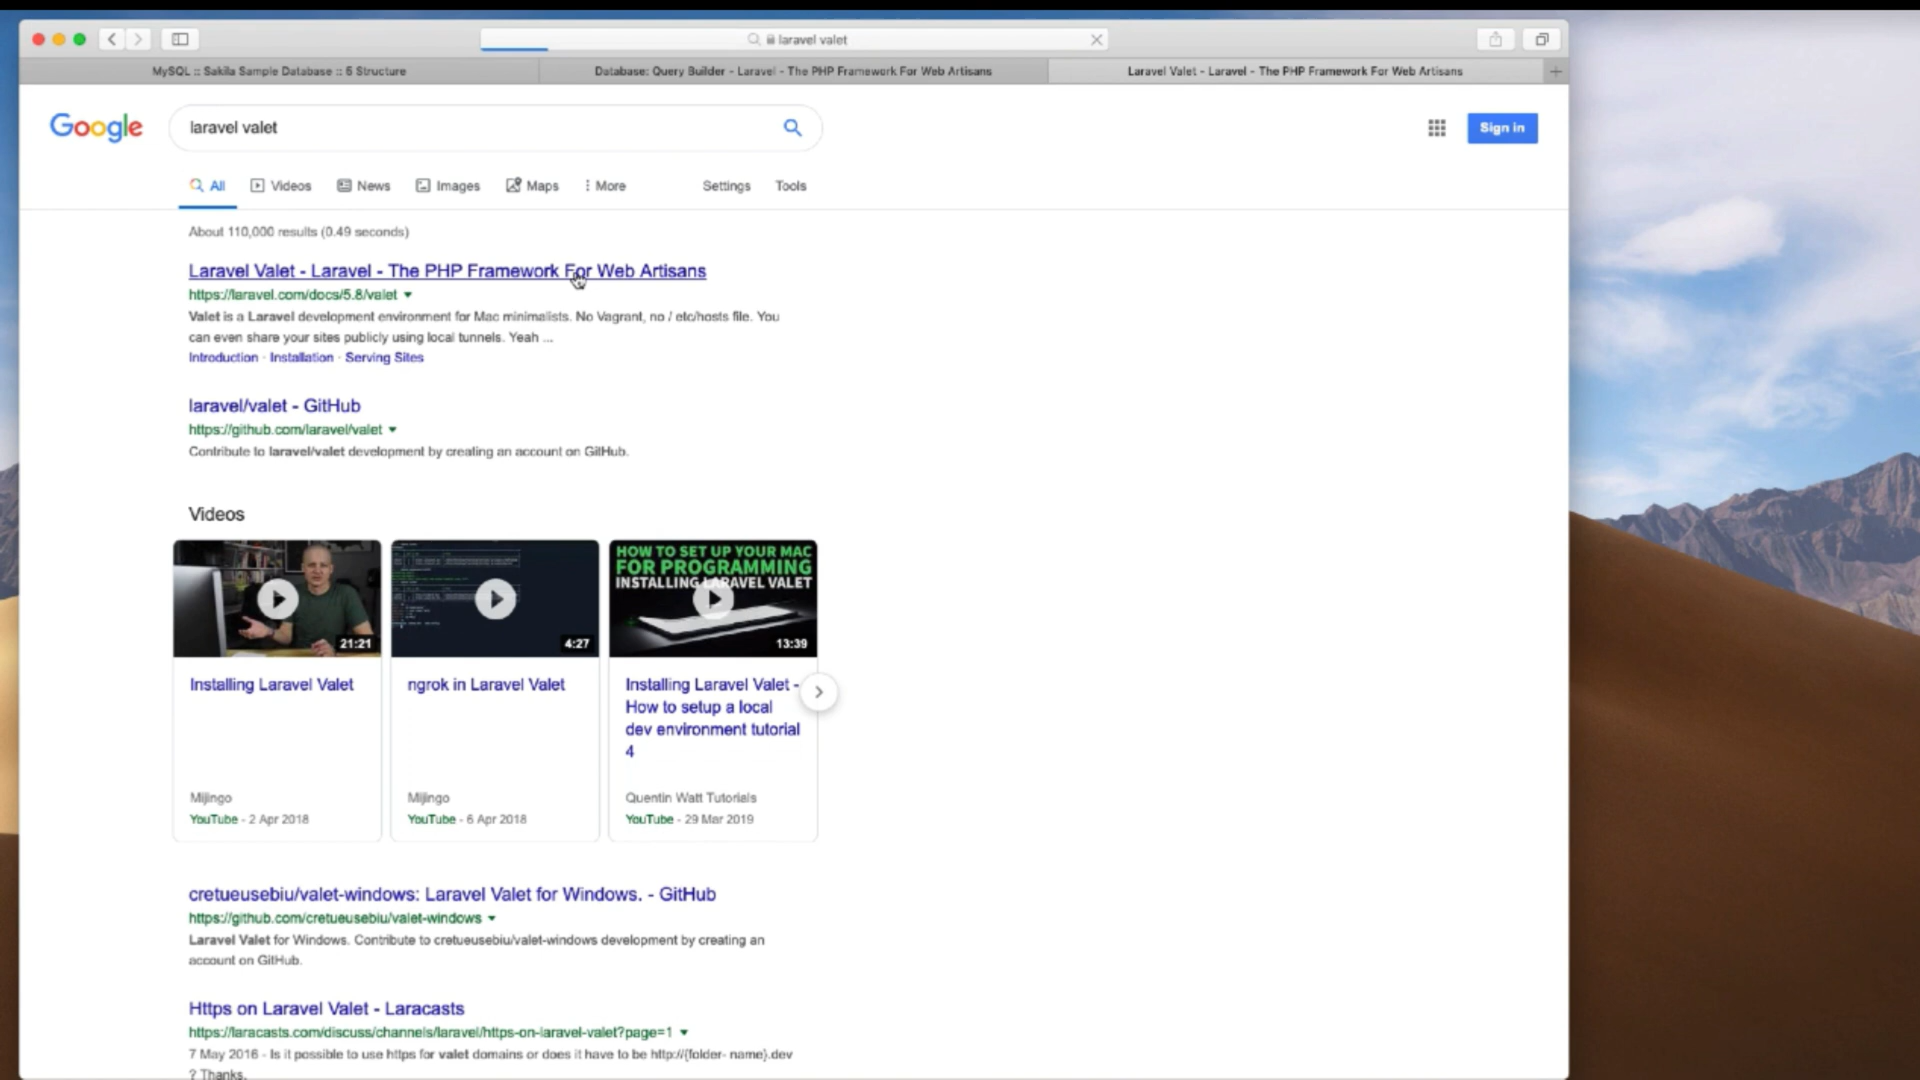 laravel valet
MySQL :: Sakila Sample Database :: 5 Structure
Database: Query Builder - Laravel - The PHP Framework For Web Artisans
Laravel Valet - Laravel - The PHP Framework For Web Artisans
Google
laravel valet
Sign in
All
Videos
News
Images
Maps
More
Settings
Tools
About 110,000 results (0.49 seconds)
Laravel Valet - Laravel - The PHP Framework For Web Artisans
https://laravel.com/docs/5.8/valet
Valet is a Laravel development environment for Mac minimalists. No Vagrant, no / etc/hosts file. You
can even share your sites publicly using local tunnels. Yeah ...
Introduction · Installation · Serving Sites
laravel/valet - GitHub
https://github.com/laravel/valet
Contribute to laravel/valet development by creating an account on GitHub.
Videos
21:21
4:27
HOW TO SET UP YOUR MAC
FOR PROGRAMMING
INSTALLING LARAVEL VALET
13:39
Installing Laravel Valet
Mijingo
YouTube - 2 Apr 2018
ngrok in Laravel Valet
Mijingo
YouTube - 6 Apr 2018
Installing Laravel Valet -
How to setup a local
dev environment tutorial
4
Quentin Watt Tutorials
YouTube - 29 Mar 2019
cretueusebiu/valet-windows: Laravel Valet for Windows. - GitHub
https://github.com/cretueusebiu/valet-windows
Laravel Valet for Windows. Contribute to cretueusebiu/valet-windows development by creating an
account on GitHub.
Https on Laravel Valet - Laracasts
https://laracasts.com/discuss/channels/laravel/https-on-laravel-valet?page=1
7 May 2016 - Is it possible to use https for valet domains or does it have to be http://{folder- name}.dev
? Thanks.